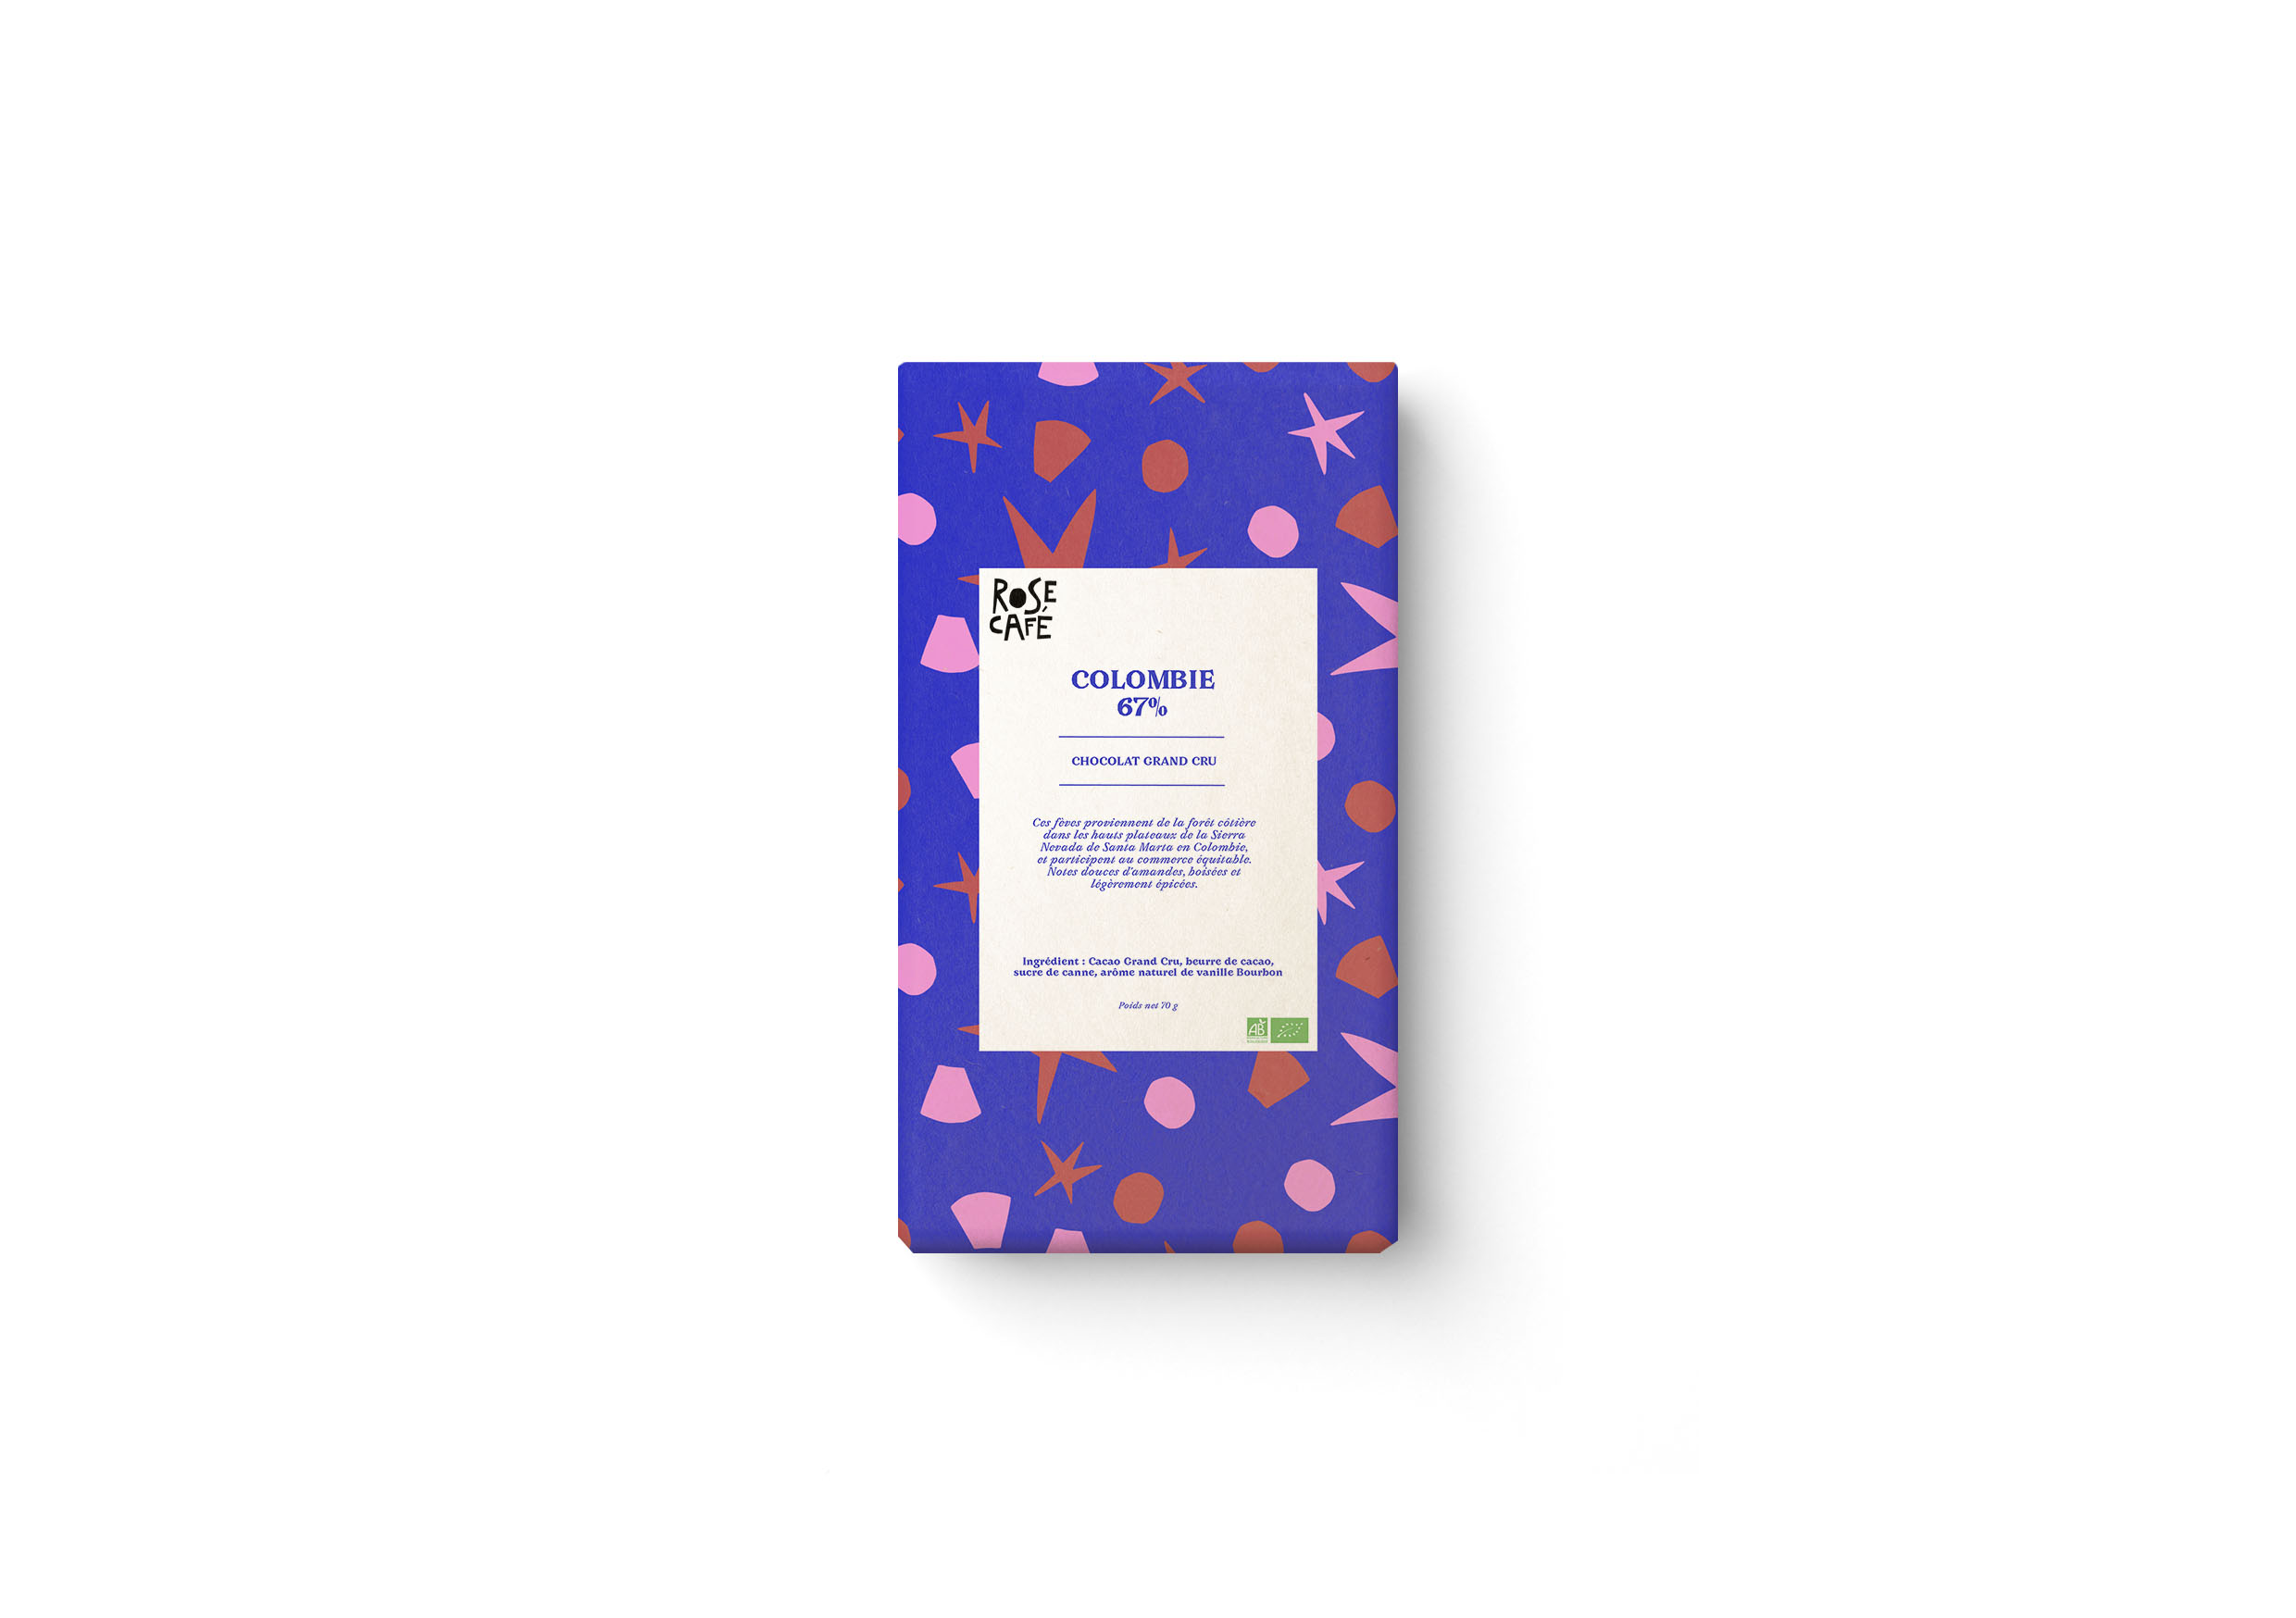 ROSE
CAFÉ
COLOMBIE
67%
CHOCOLAT GRAND CRU
Ces fèves proviennent de la forêt côtière
dans les hauts plateaux de la Sierra
Nevada de Santa Marta en Colombie,
et participent au commerce équitable.
Notes douces d'amandes, boisées et
légèrement épicées.
Ingrédient : Cacao Grand Cru, beurre de cacao,
sucre de canne, arôme naturel de vanille Bourbon
Poids net 70 g
AB